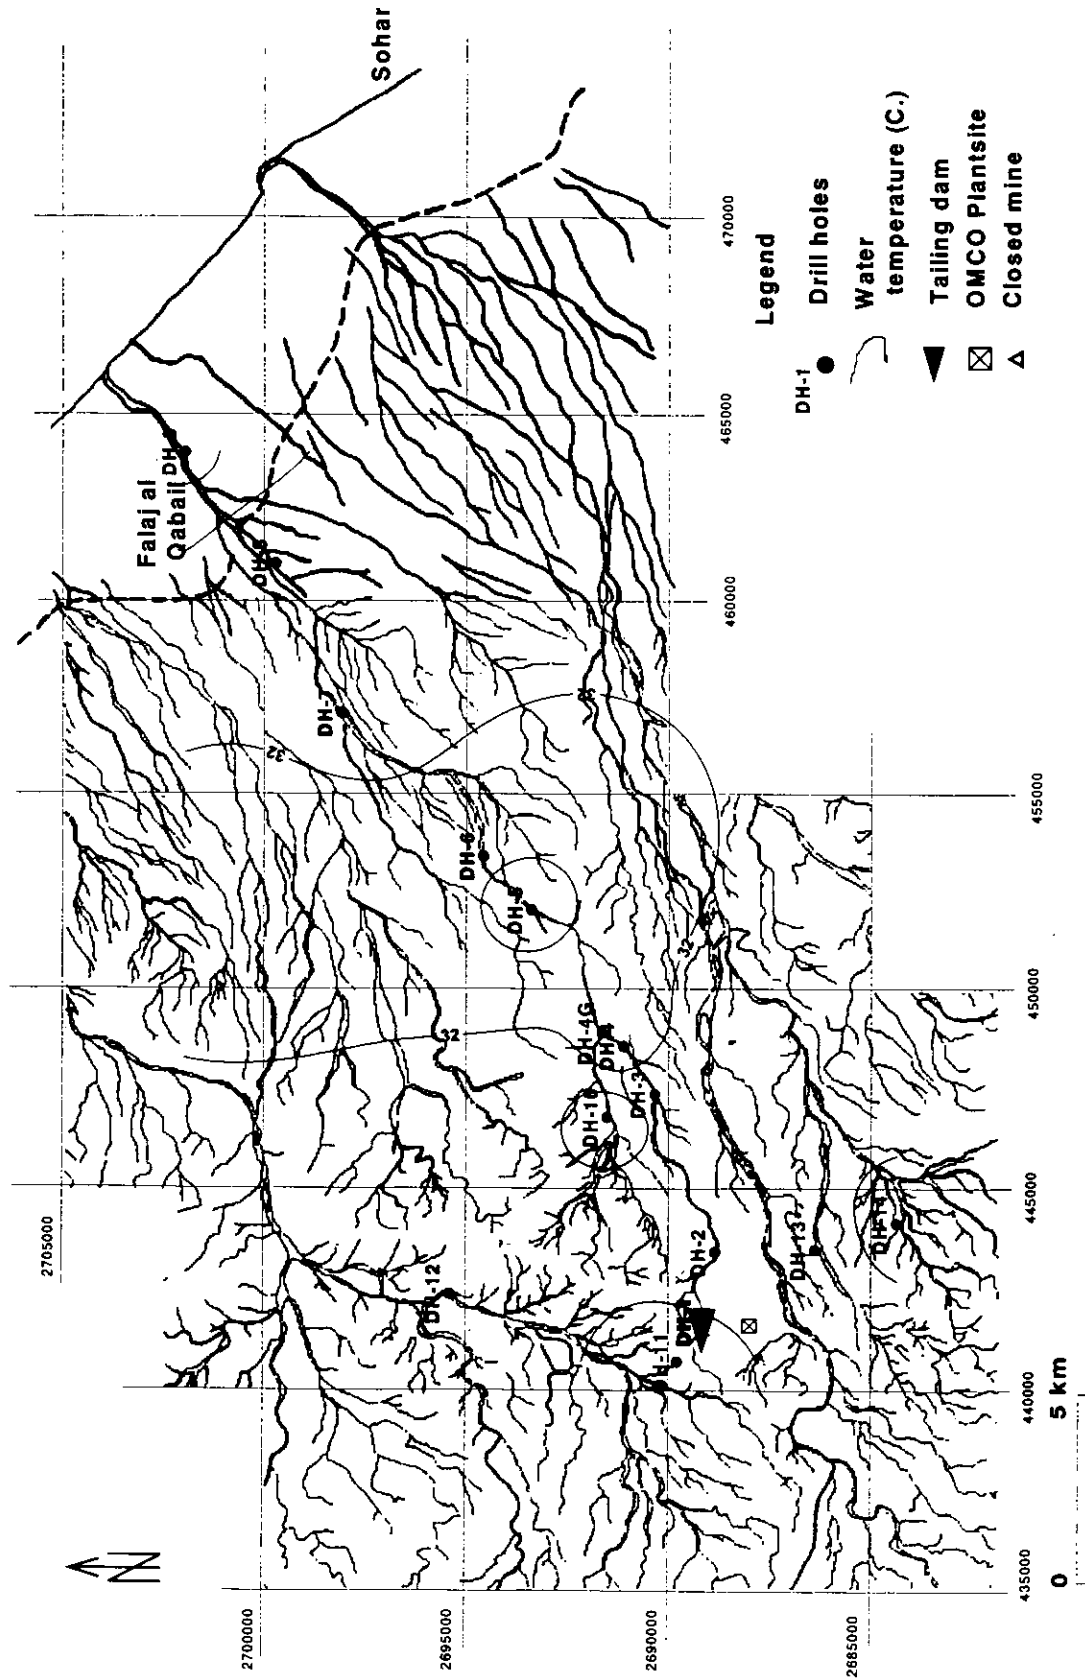 Sohar
Falaj al
Qabail
DH
DH-8
DH-7
32
32
DH-6
DH-5
32
32
DH-4G
DH-4
DH-3
DH-10
DH-2
DH-12
DH-13
DH-14
DH-1
N
2705000
2700000
2695000
2690000
2685000
435000
440000
445000
450000
455000
460000
465000
470000
0 5 km
Legend
DH-1
Drill holes
Water
temperature (C.)
Tailing dam
OMCO Plantsite
Closed mine